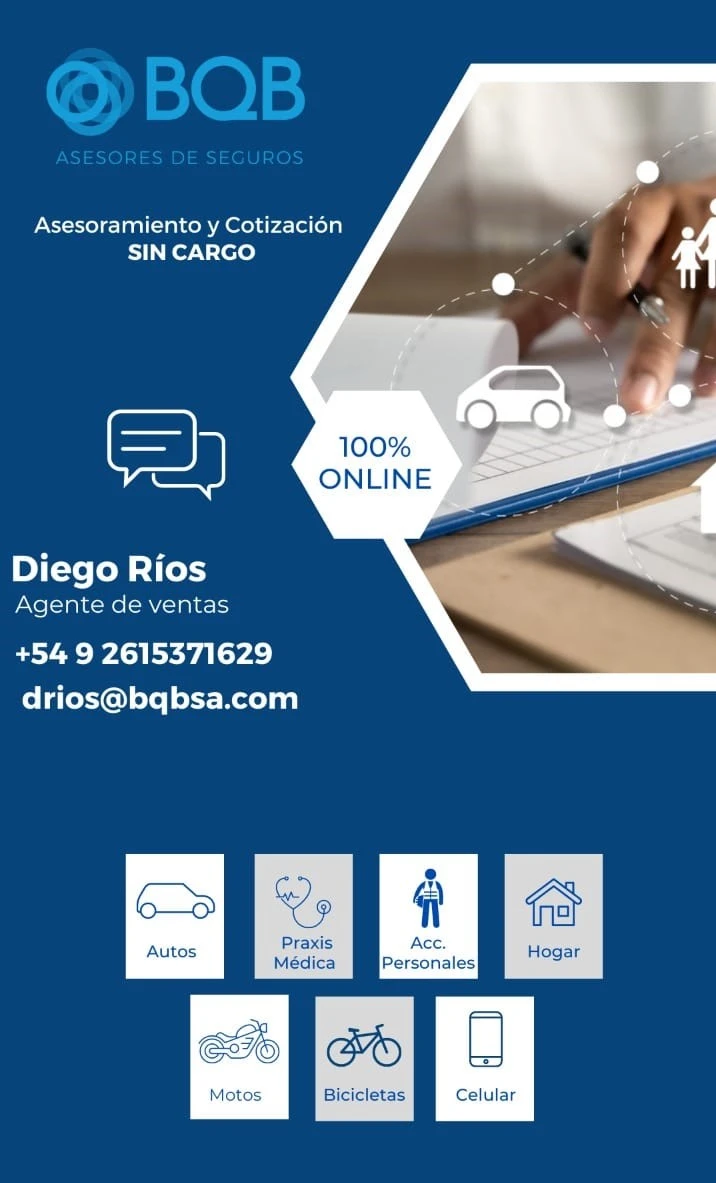 BQB
ASESORES DE SEGUROS
Asesoramiento y Cotización
SIN CARGO
100%
ONLINE
Diego Ríos
Agente de ventas
+54 9 2615371629
drios@bqbsa.com
Autos
Praxis
Médica
Acc.
Personales
Hogar
Motos
Bicicletas
Celular